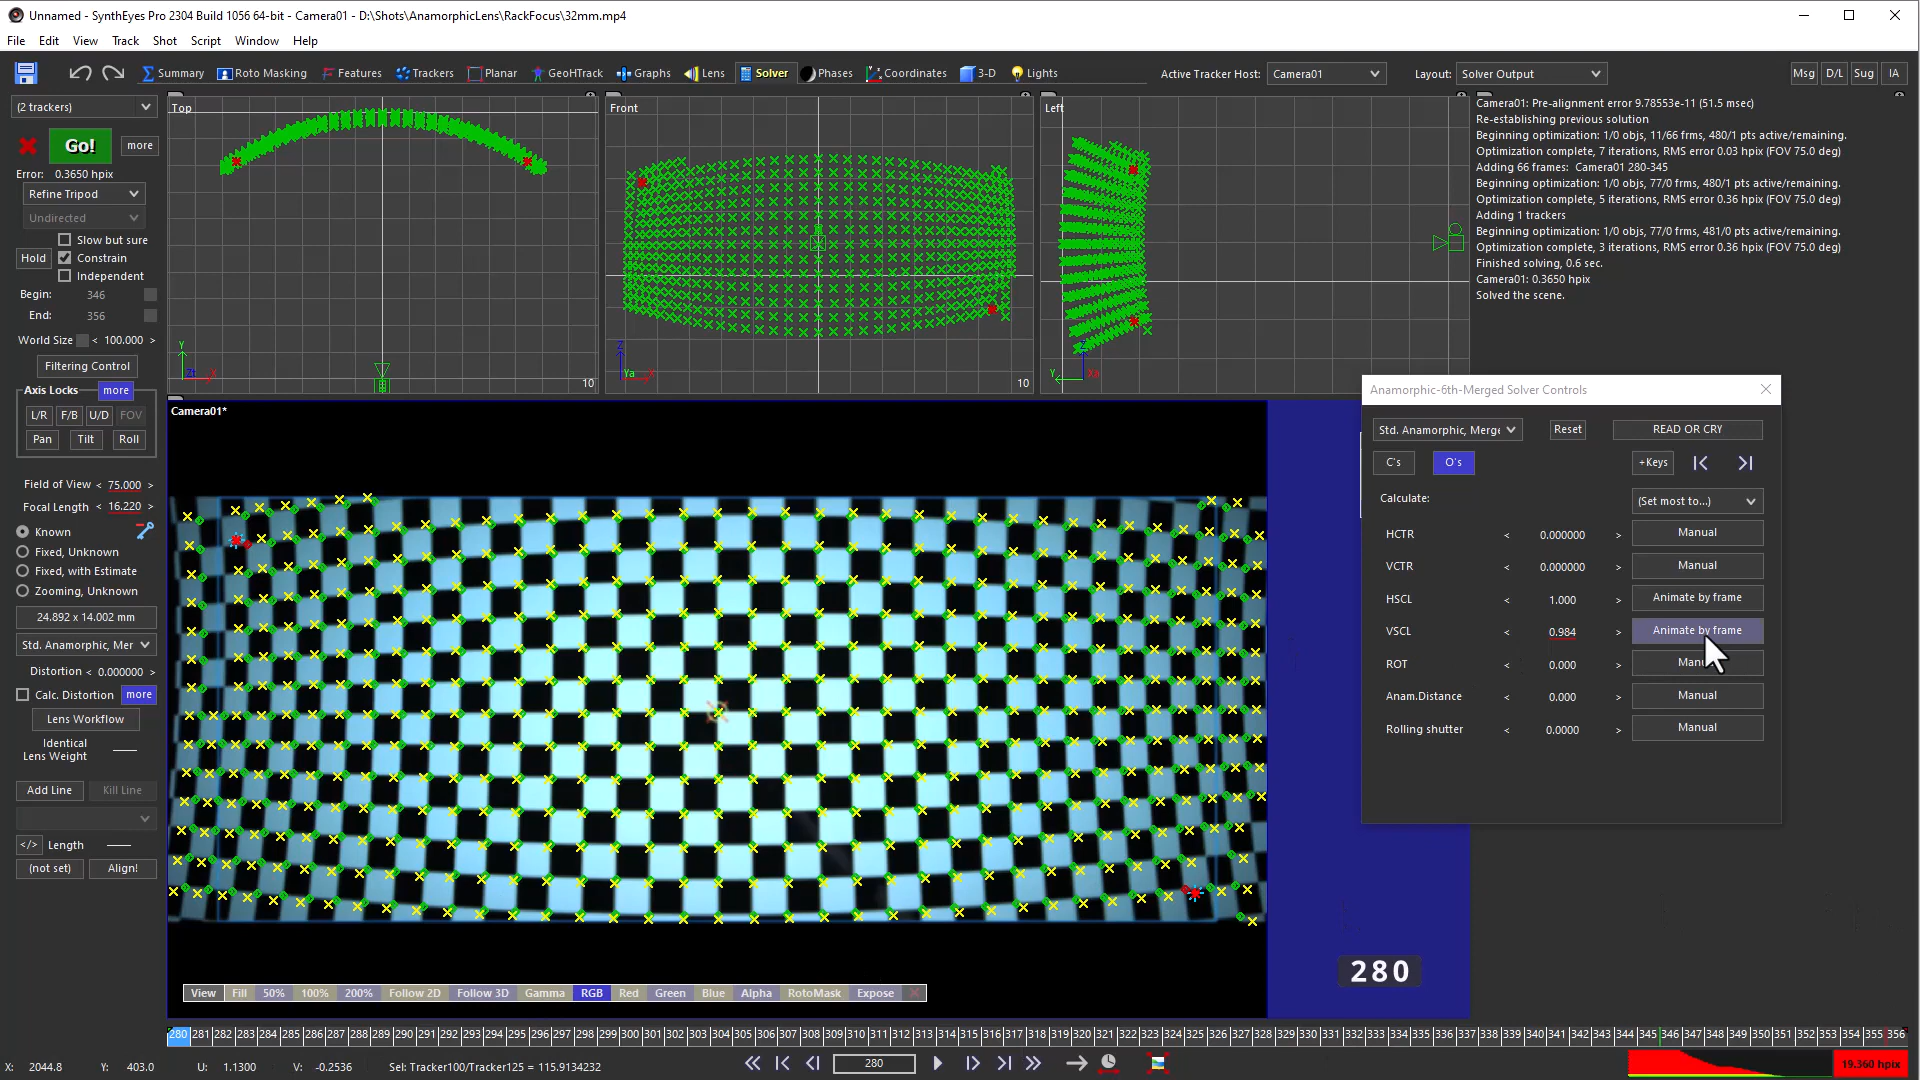 Unnamed - SynthEyes Pro 2304 Build 1056 64-bit - Camera01 - D:\Shots\AnamorphicLens\RackFocus\32mm.mp4
File Edit View Track Shot Script Window Help
Summary Roto Masking Features Trackers Planar GeoHTrack Graphs Lens Solver Phases Coordinates 3-D Lights Active Tracker Host: Camera01 Layout: Solver Output Msg D/L Sug IA
(2 trackers)
Go! more
Error: 0.3650 hpix
Refine Tripod
Undirected
Slow but sure
Hold Constrain
Independent
Begin: 346
End: 356
World Size < 100.000 >
Filtering Control
Axis Locks more
L/R F/B U/D FOV
Pan Tilt Roll
Field of View < 75.000 >
Focal Length < 16.220 >
Known
Fixed, Unknown
Fixed, with Estimate
Zooming, Unknown
24.892 x 14.002 mm
Std. Anamorphic, Mer
Distortion < 0.000000 >
Calc. Distortion more
Lens Workflow
Identical
Lens Weight
Add Line Kill Line
</> Length
(not set) Align!
Top
Y
X
10
Front
Z
Ya X
10
Left
Z
Y Xa
Camera01: Pre-alignment error 9.78553e-11 (51.5 msec)
Re-establishing previous solution
Beginning optimization: 1/0 objs, 11/66 frms, 480/1 pts active/remaining.
Optimization complete, 7 iterations, RMS error 0.03 hpix (FOV 75.0 deg)
Adding 66 frames: Camera01 280-345
Beginning optimization: 1/0 objs, 77/0 frms, 480/1 pts active/remaining.
Optimization complete, 5 iterations, RMS error 0.36 hpix (FOV 75.0 deg)
Adding 1 trackers
Beginning optimization: 1/0 objs, 77/0 frms, 481/0 pts active/remaining.
Optimization complete, 3 iterations, RMS error 0.36 hpix (FOV 75.0 deg)
Finished solving, 0.6 sec.
Camera01: 0.3650 hpix
Solved the scene.
Camera01*
Anamorphic-6th-Merged Solver Controls
Std. Anamorphic, Merge Reset READ OR CRY
C's O's +Keys
Calculate: (Set most to...)
HCTR < 0.000000 > Manual
VCTR < 0.000000 > Manual
HSCL < 1.000 > Animate by frame
VSCL < 0.984 > Animate by frame
ROT < 0.000 >
Anam.Distance < 0.000 > Manual
Rolling shutter < 0.0000 > Manual
280
View Fill 50% 100% 200% Follow 2D Follow 3D Gamma RGB Red Green Blue Alpha RotoMask Expose
280 281 282 283 284 285 286 287 288 289 290 291 292 293 294 295 296 297 298 299 300 301 302 303 304 305 306 307 308 309 310 311 312 313 314 315 316 317 318 319 320 321 322 323 324 325 326 327 328 329 330 331 332 333 334 335 336 337 338 339 340 341 342 343 344 345 346 347 348 349 350 351 352 353 354 355 356
X: 2044.8 Y: 403.0 U: 1.1300 V: -0.2536 Sel: Tracker100/Tracker125 = 115.9134232 280 19.360 hpix